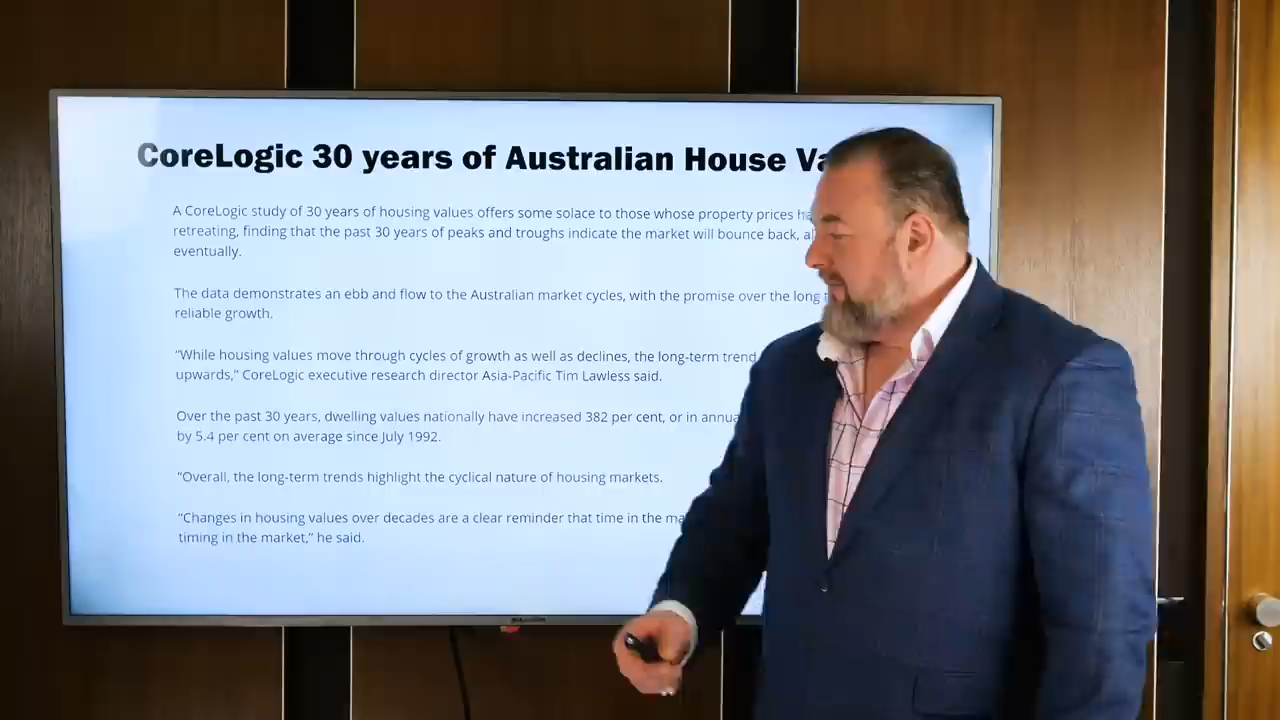 CoreLogic 30 years of Australian House
A CoreLogic study of 30 years of housing values offers some solace to those whose property prices
retreating, finding that the past 30 years of peaks and troughs indicate the market will bounce back,
eventually.
The data demonstrates an ebb and flow to the Australian market cycles, with the promise over the long
reliable growth.
“While housing values move through cycles of growth as well as declines, the long-term trend
upwards,” CoreLogic executive research director Asia-Pacific Tim Lawless said.
Over the past 30 years, dwelling values nationally have increased 382 per cent, or in
by 5.4 per cent on average since July 1992.
“Overall, the long-term trends highlight the cyclical nature of housing markets.
“Changes in housing values over decades are a clear reminder that time in the
timing in the market,” he said.